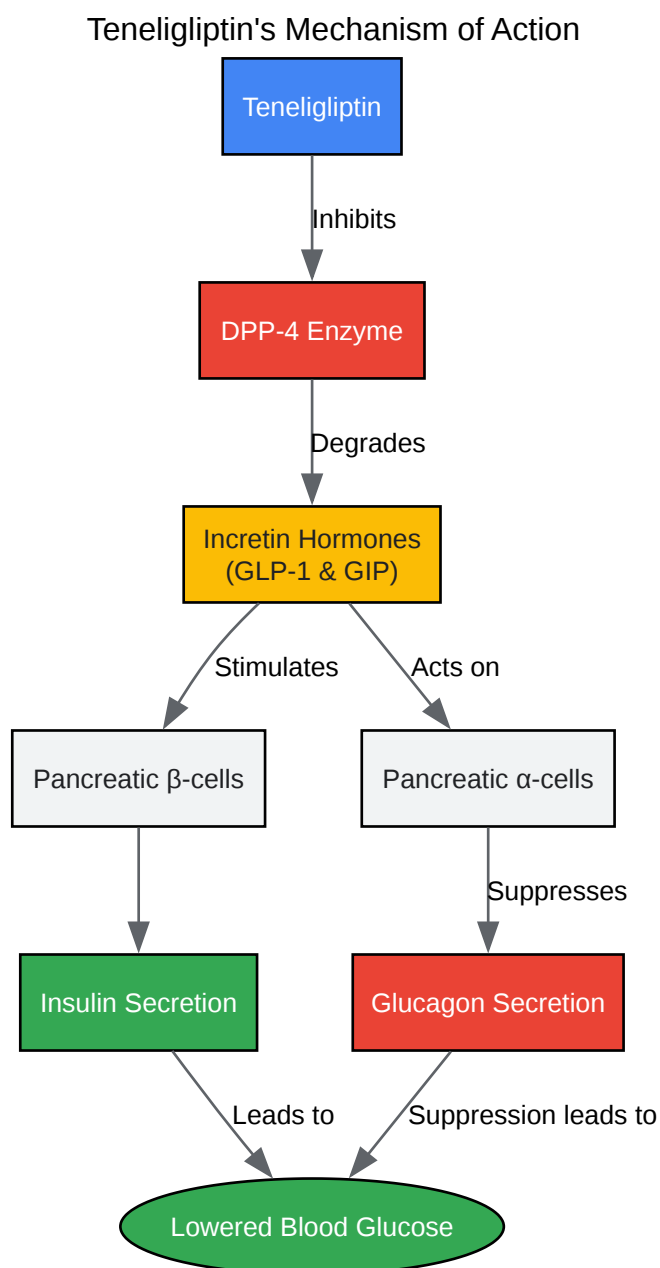 Teneligliptin's Mechanism of Action
Teneligliptin
Inhibits
DPP-4 Enzyme
Degrades
Incretin Hormones
(GLP-1 & GIP)
Stimulates
Acts on
Pancreatic β-cells
Pancreatic α-cells
Suppresses
Insulin Secretion
Glucagon Secretion
Leads to
Suppression leads to
Lowered Blood Glucose